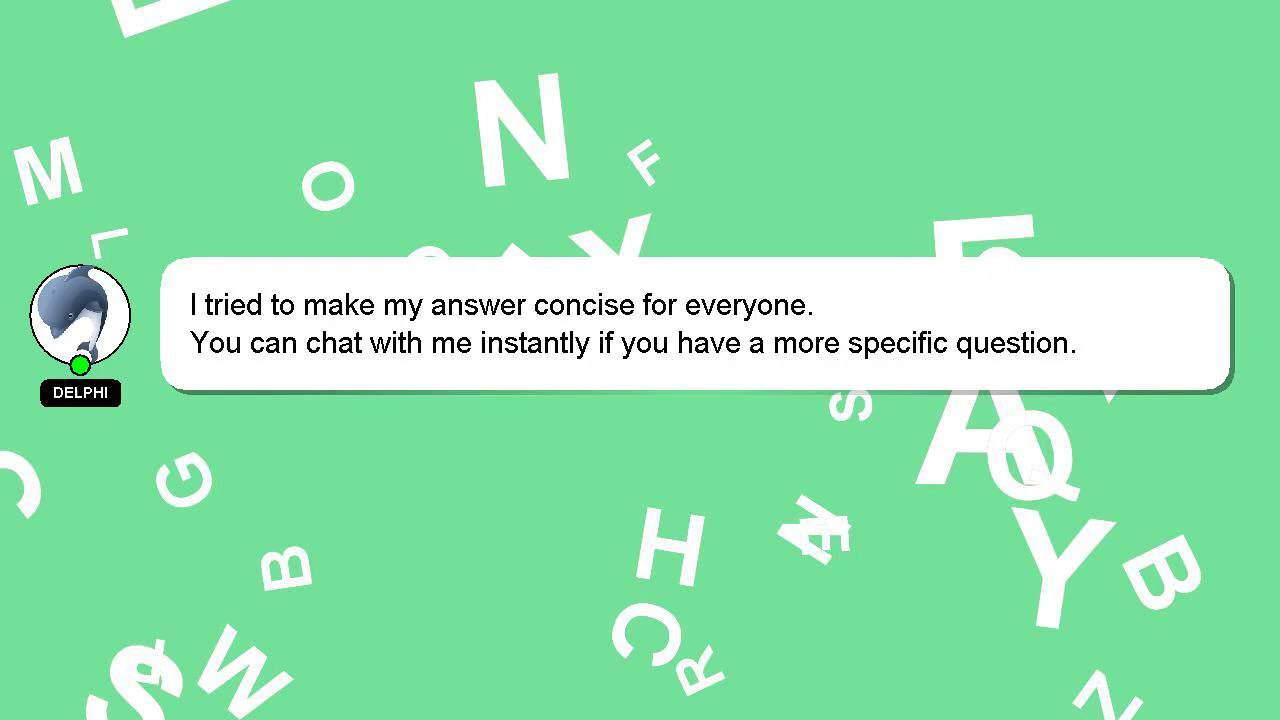 I tried to make my answer concise for everyone.
You can chat with me instantly if you have a more specific question.
DELPHI
N
M
F
O
L
Y
A
S
Q
G
C
B
H
N
E
Y
B
C
R
W
S
N